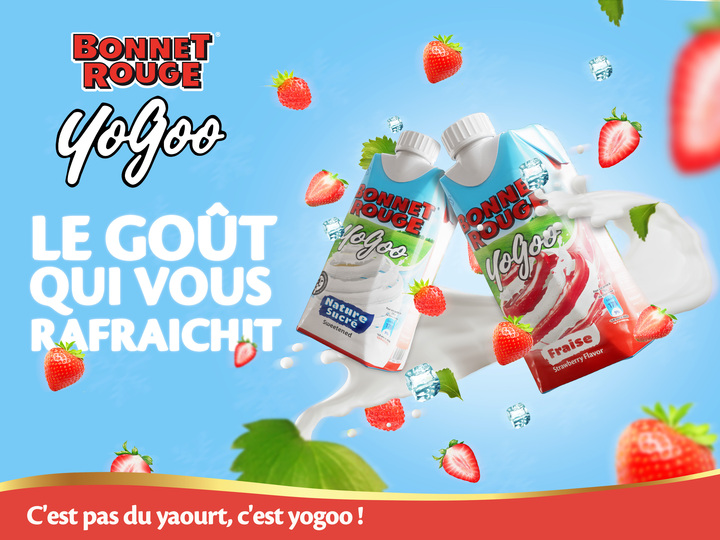 BONNET
ROUGE
YoGoo
LE GOÛT
QUI VOUS
RAFRAICHIT
BONNET
ROUGE
YoGoo
Nature
Sucré
Sweetened
BONNET
ROUGE
YoGoo
Fraise
Strawberry Flavor
C'est pas du yaourt, c'est yogoo !